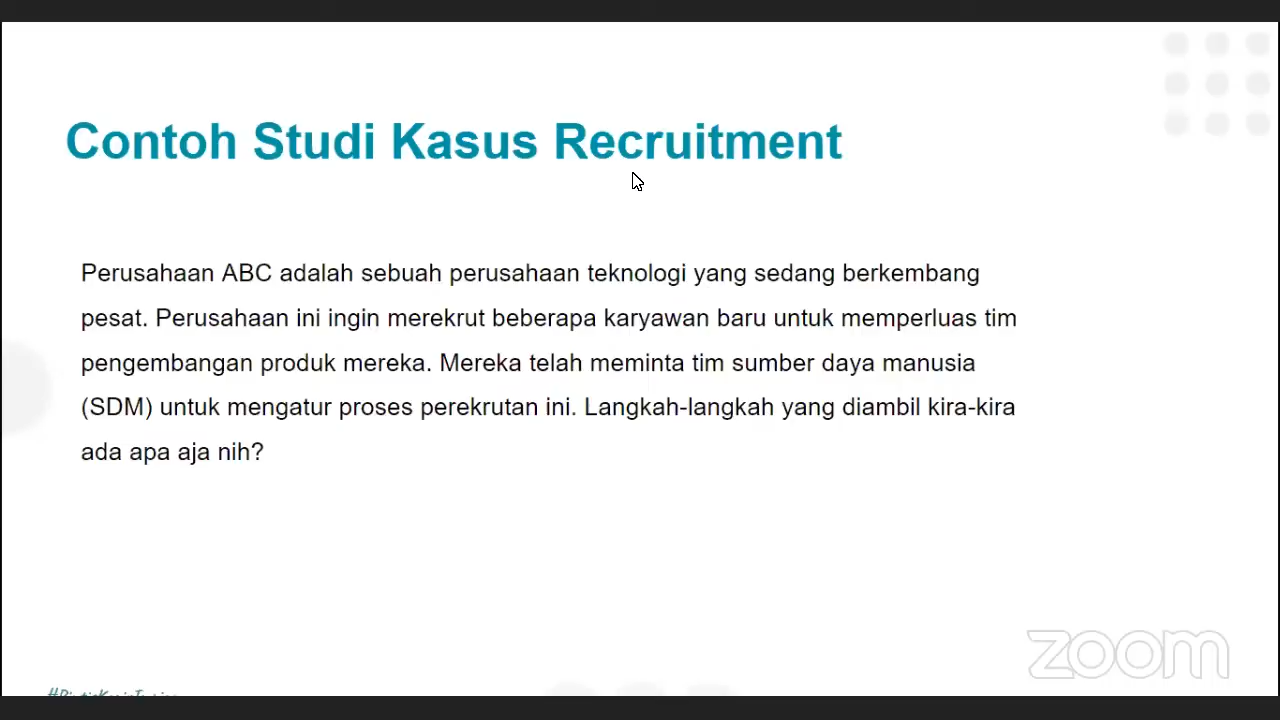 Contoh Studi Kasus Recruitment
Perusahaan ABC adalah sebuah perusahaan teknologi yang sedang berkembang
pesat. Perusahaan ini ingin merekrut beberapa karyawan baru untuk memperluas tim
pengembangan produk mereka. Mereka telah meminta tim sumber daya manusia
(SDM) untuk mengatur proses perekrutan ini. Langkah-langkah yang diambil kira-kira
ada apa aja nih?
zoom